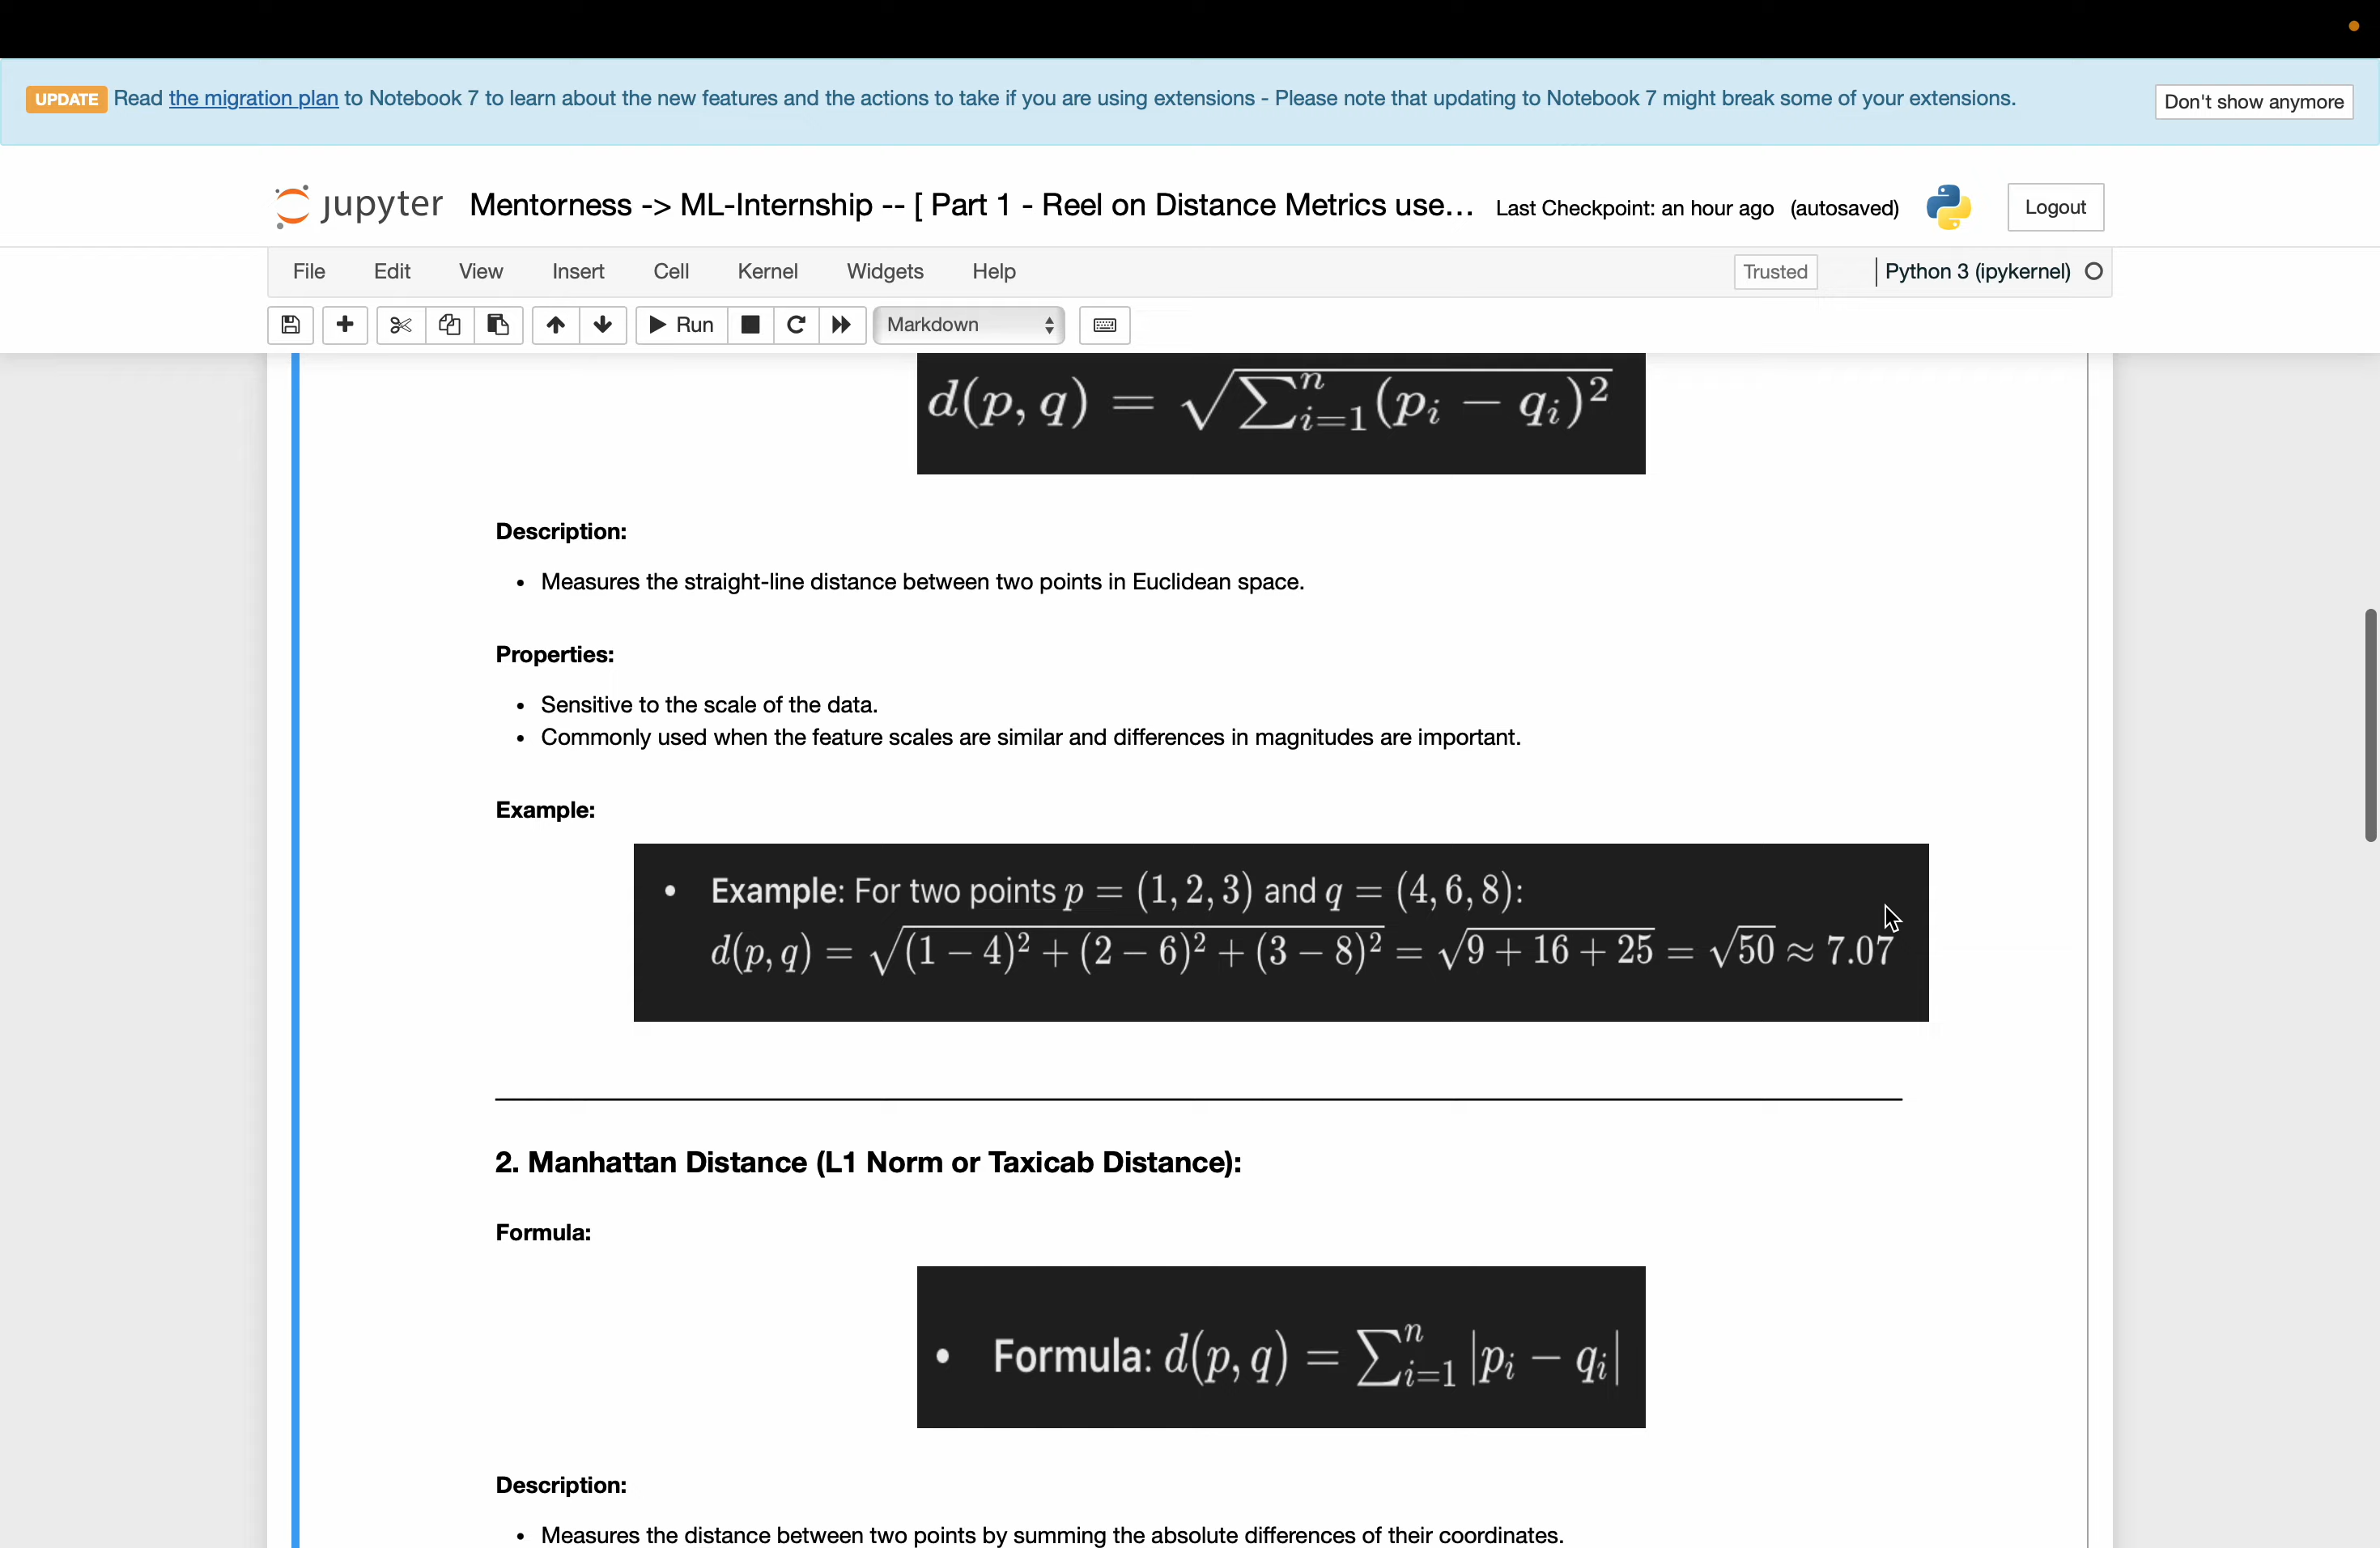 UPDATE Read the migration plan to Notebook 7 to learn about the new features and the actions to take if you are using extensions - Please note that updating to Notebook 7 might break some of your extensions.
Don't show anymore
jupyter Mentorness -> ML-Internship -- [ Part 1 - Reel on Distance Metrics use... Last Checkpoint: an hour ago (autosaved)
Logout
File Edit View Insert Cell Kernel Widgets Help
Trusted
Python 3 (ipykernel)
Run
Markdown
d(p, q) = √∑ⁿᵢ₌₁(pᵢ − qᵢ)²
Description:
• Measures the straight-line distance between two points in Euclidean space.
Properties:
• Sensitive to the scale of the data.
• Commonly used when the feature scales are similar and differences in magnitudes are important.
Example:
• Example: For two points p = (1, 2, 3) and q = (4, 6, 8):
d(p, q) = √(1 − 4)² + (2 − 6)² + (3 − 8)² = √9 + 16 + 25 = √50 ≈ 7.07
2. Manhattan Distance (L1 Norm or Taxicab Distance):
Formula:
• Formula: d(p, q) = ∑ⁿᵢ₌₁ |pᵢ − qᵢ|
Description:
• Measures the distance between two points by summing the absolute differences of their coordinates.